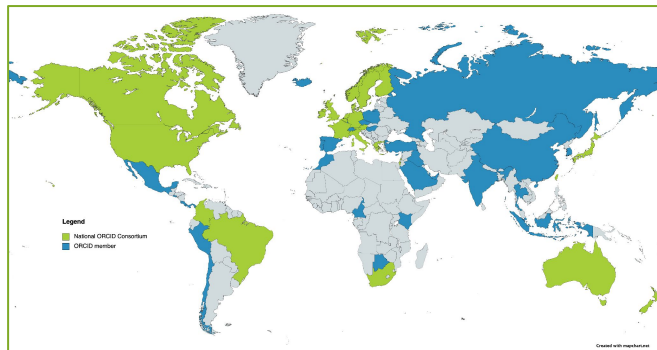 Legend
National ORCID Consortium
ORCID member
Created with mapchart.net